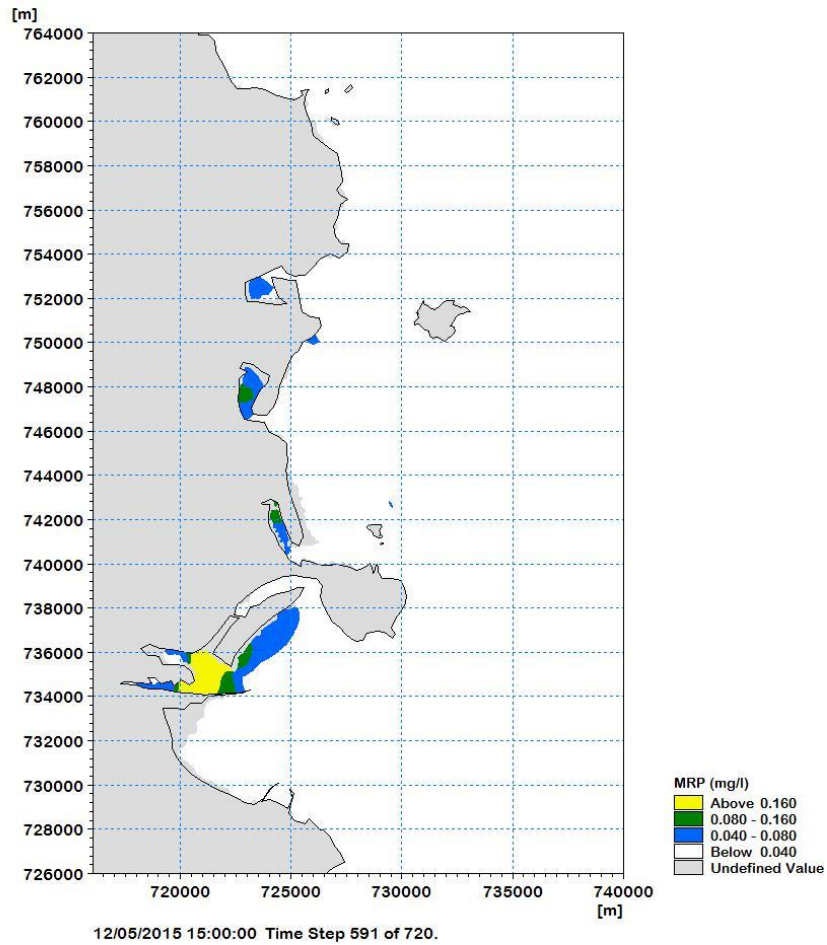 [m]
764000
762000
760000
758000
756000
754000
752000
750000
748000
746000
744000
742000
740000
738000
736000
734000
732000
730000
728000
726000
720000 725000 730000 735000 740000
[m]
MRP (mg/l)
Above 0.160
0.080 - 0.160
0.040 - 0.080
Below 0.040
Undefined Value
12/05/2015 15:00:00 Time Step 591 of 720.